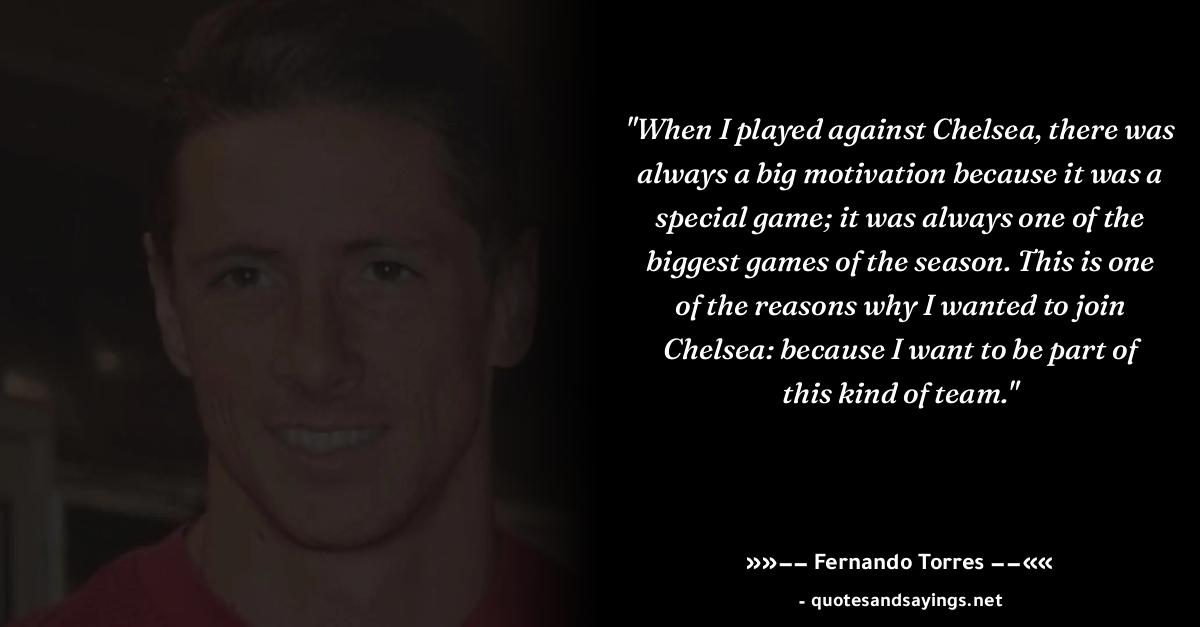 "When I played against Chelsea, there was
always a big motivation because it was a
special game; it was always one of the
biggest games of the season. This is one
of the reasons why I wanted to join
Chelsea: because I want to be part of
this kind of team."
»»–– Fernando Torres ––««
- quotesandsayings.net